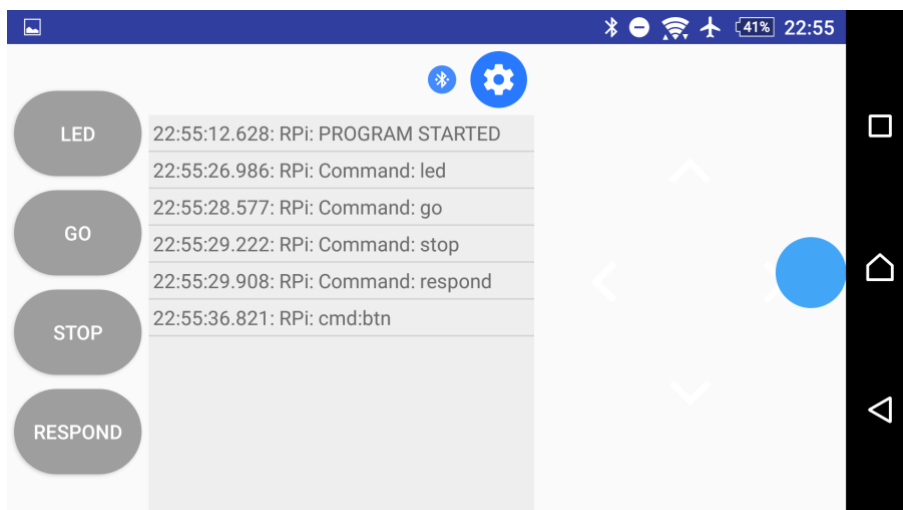 41% 22:55
LED
GO
STOP
RESPOND
22:55:12.628: RPi: PROGRAM STARTED
22:55:26.986: RPi: Command: led
22:55:28.577: RPi: Command: go
22:55:29.222: RPi: Command: stop
22:55:29.908: RPi: Command: respond
22:55:36.821: RPi: cmd:btn